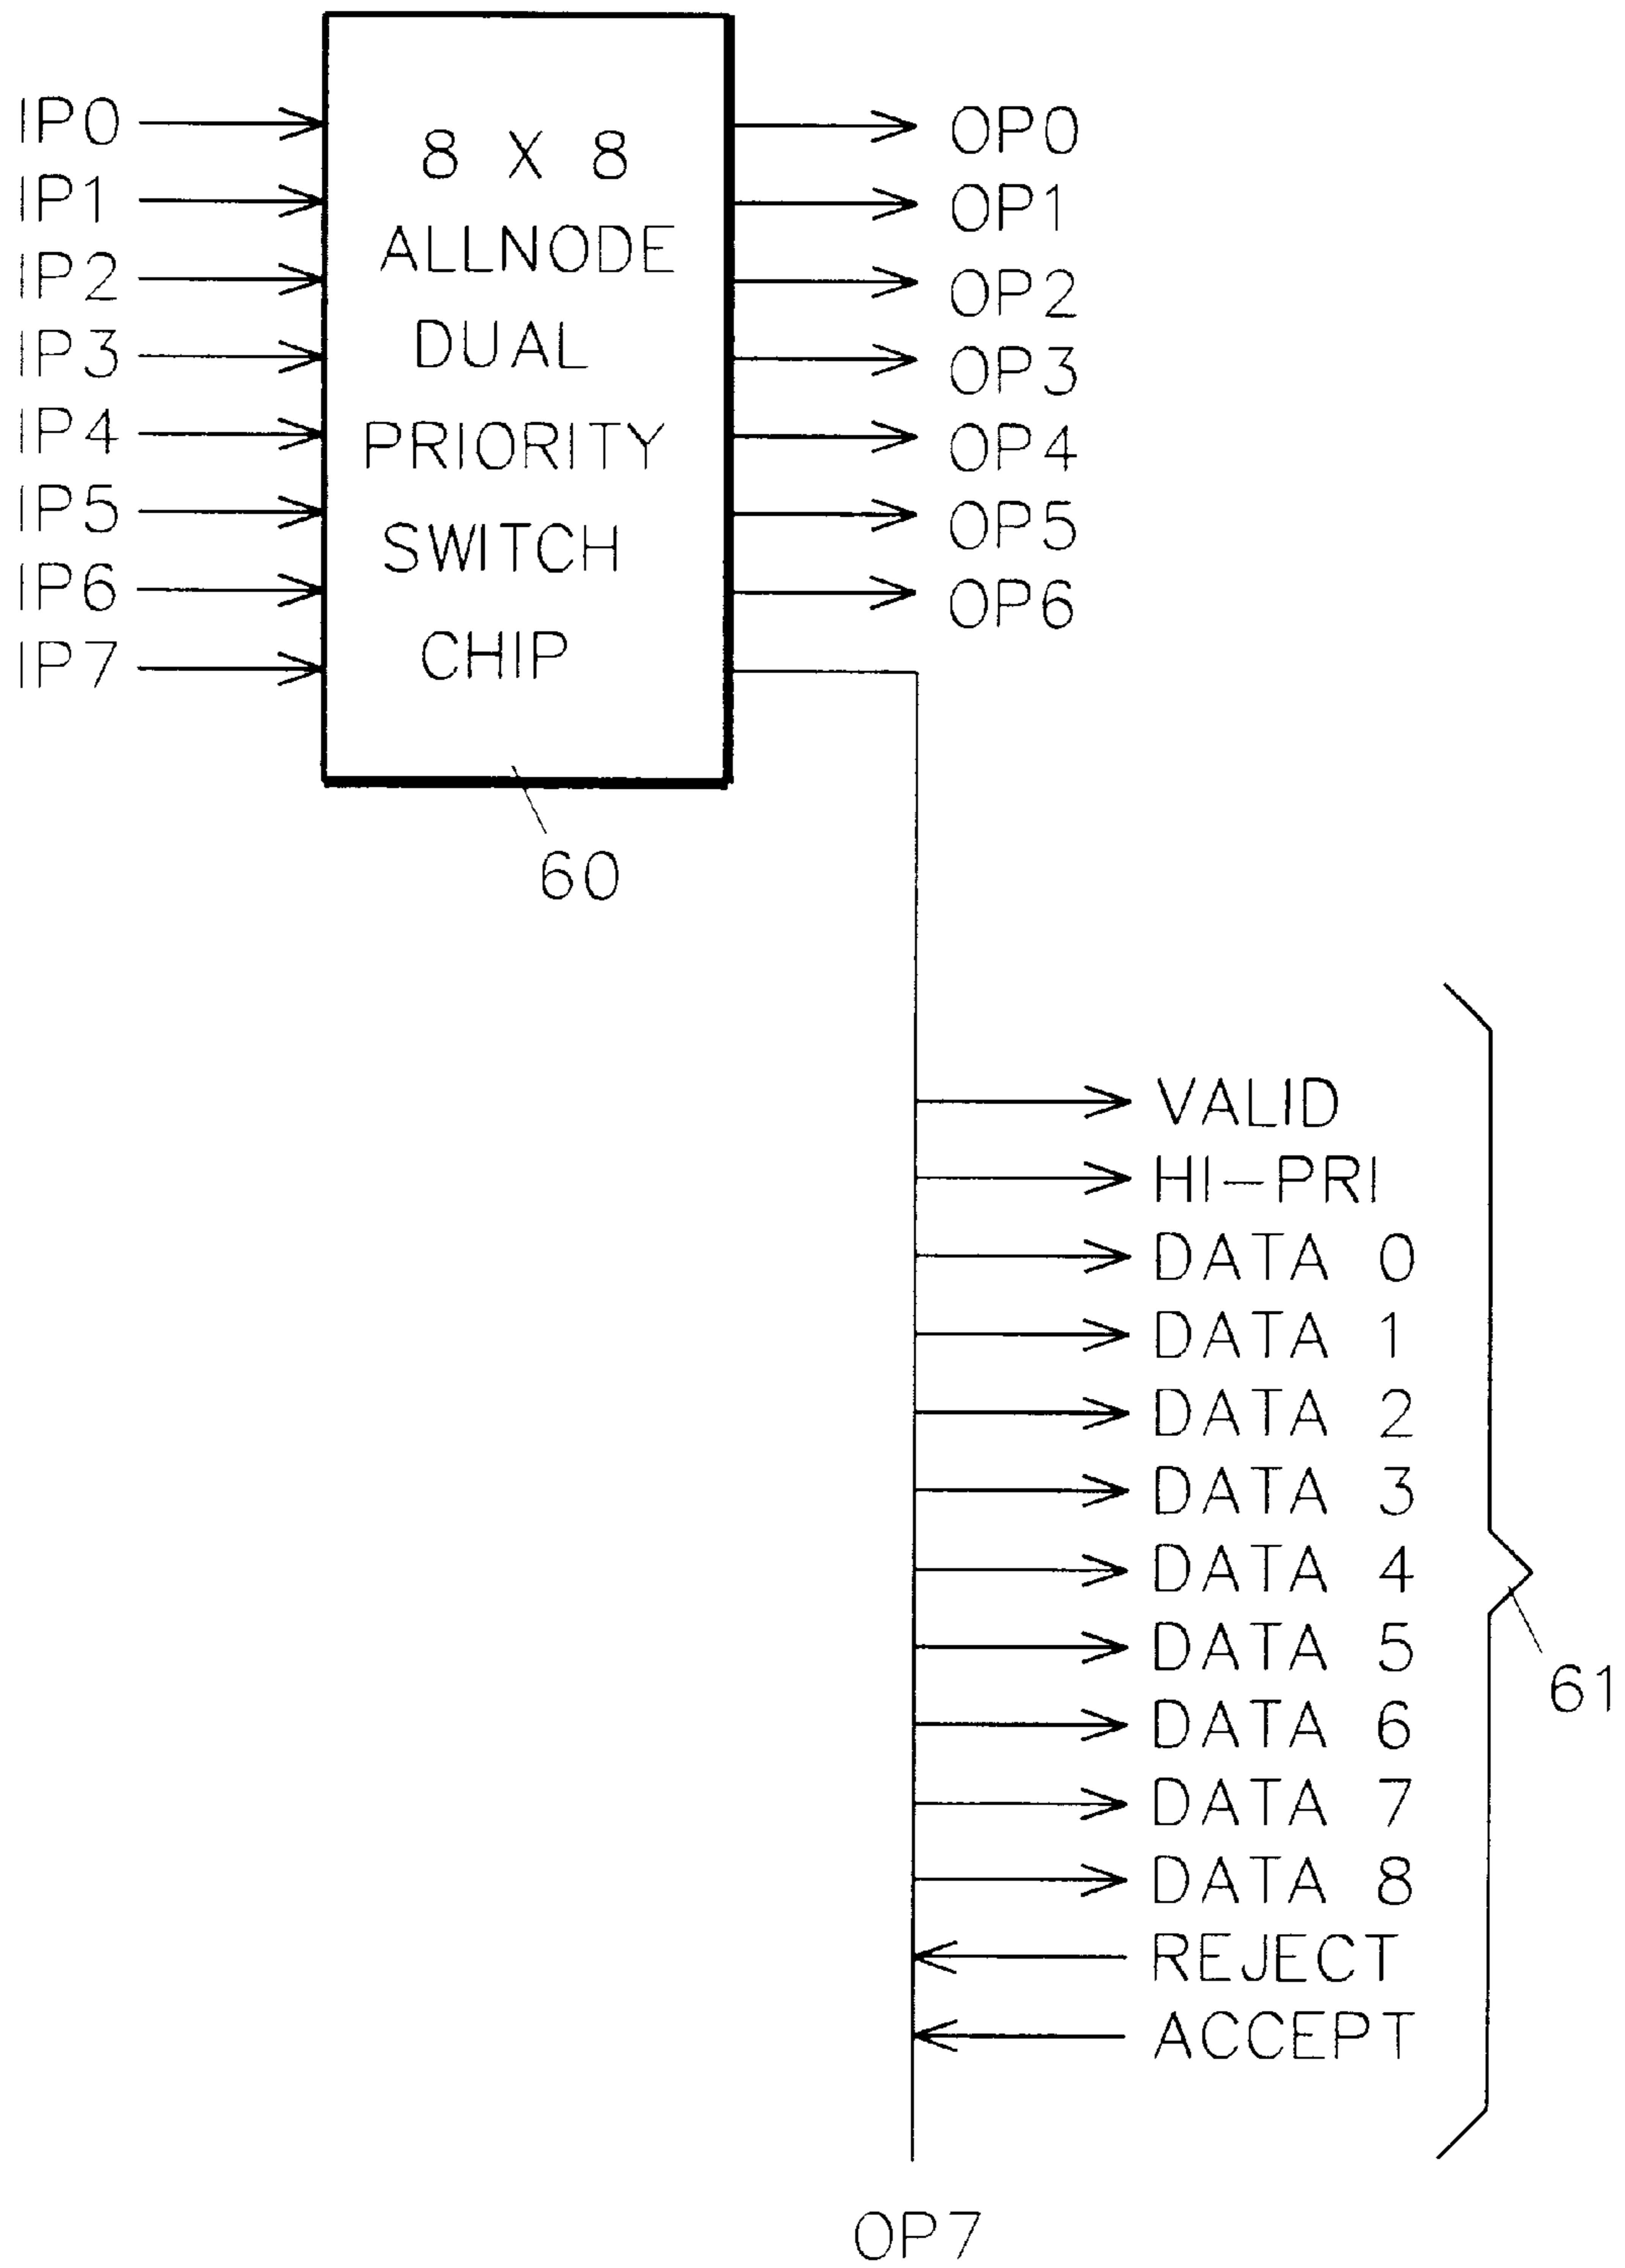 IP0
IP1
IP2
IP3
IP4
IP5
IP6
IP7
8 X 8
ALLNODE
DUAL
PRIORITY
SWITCH
CHIP
60
OP0
OP1
OP2
OP3
OP4
OP5
OP6
VALID
HI-PRI
DATA 0
DATA 1
DATA 2
DATA 3
DATA 4
DATA 5
DATA 6
DATA 7
DATA 8
REJECT
ACCEPT
61
OP7